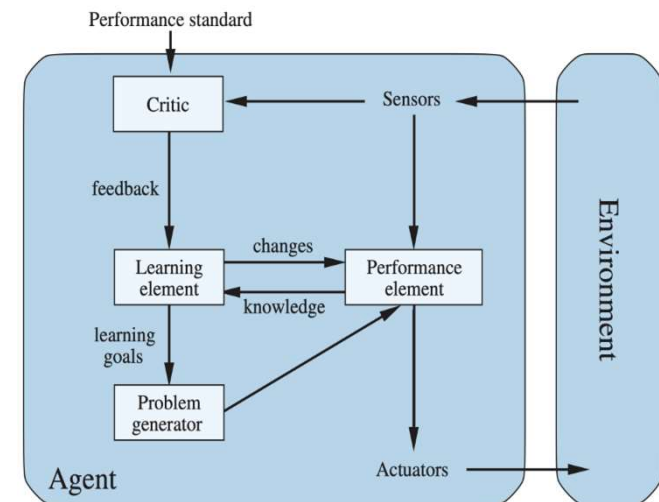 Performance standard
Critic
Sensors
feedback
changes
Learning
element
Performance
element
knowledge
learning
goals
Problem
generator
Agent
Actuators
Environment